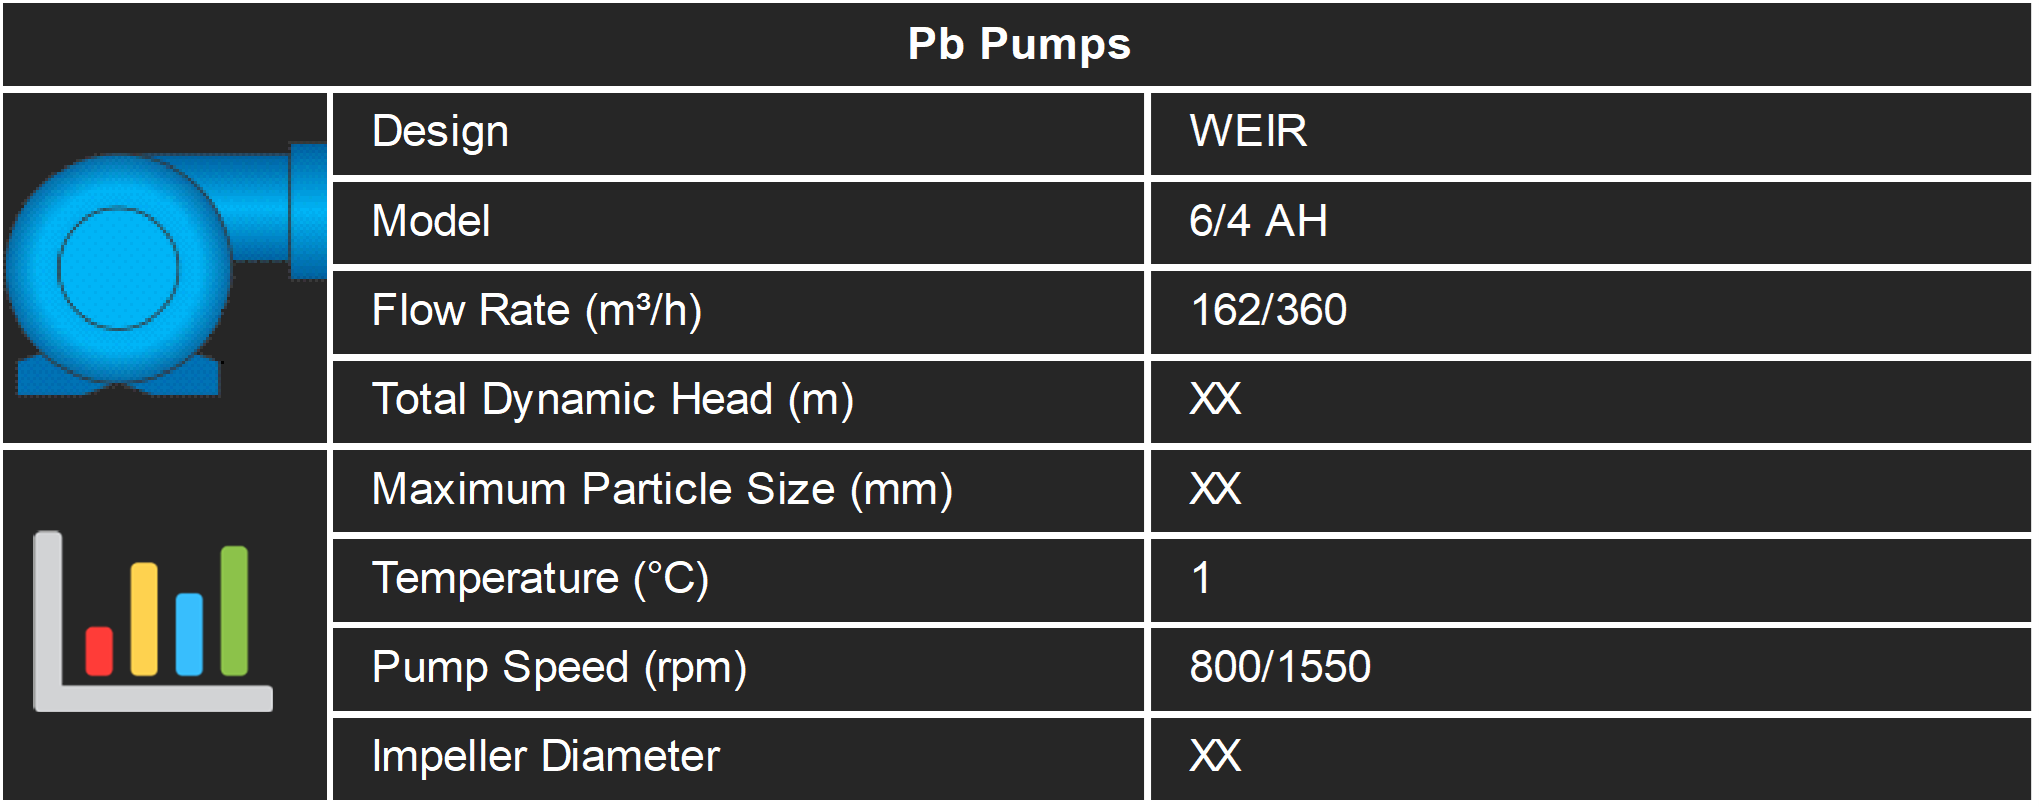 Pb Pumps
Design WEIR
Model 6/4 AH
Flow Rate (m³/h) 162/360
Total Dynamic Head (m) XX
Maximum Particle Size (mm) XX
Temperature (°C) 1
Pump Speed (rpm) 800/1550
Impeller Diameter XX